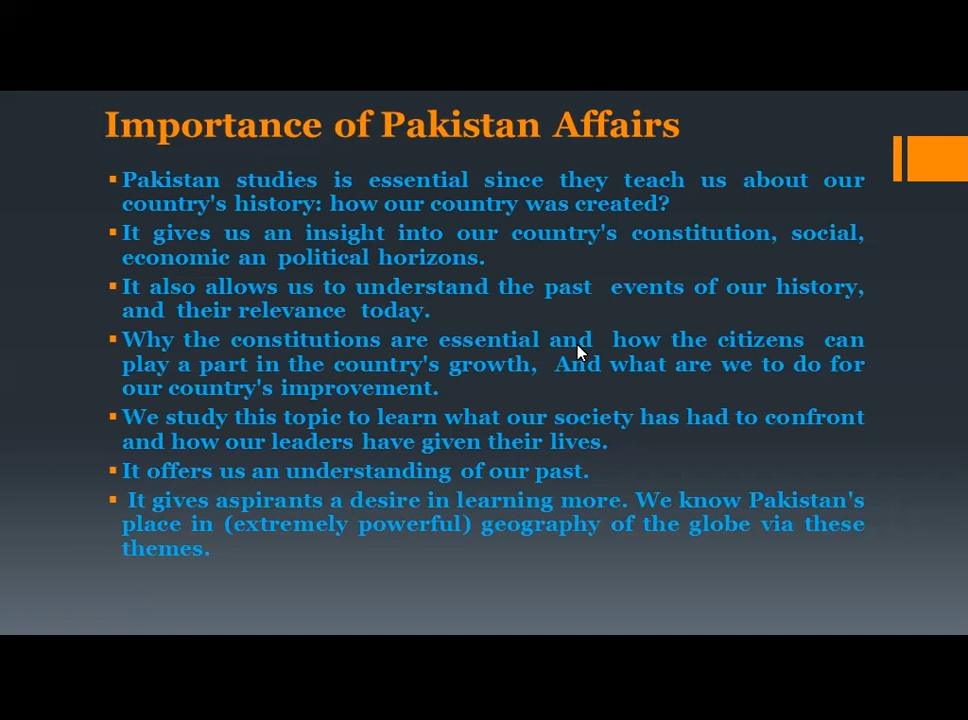 Importance of Pakistan Affairs
▪Pakistan studies is essential since they teach us about our
country's history: how our country was created?
▪It gives us an insight into our country's constitution, social,
economic an political horizons.
▪It also allows us to understand the past events of our history,
and their relevance today.
▪Why the constitutions are essential and how the citizens can
play a part in the country's growth, And what are we to do for
our country's improvement.
▪We study this topic to learn what our society has had to confront
and how our leaders have given their lives.
▪It offers us an understanding of our past.
▪ It gives aspirants a desire in learning more. We know Pakistan's
place in (extremely powerful) geography of the globe via these
themes.